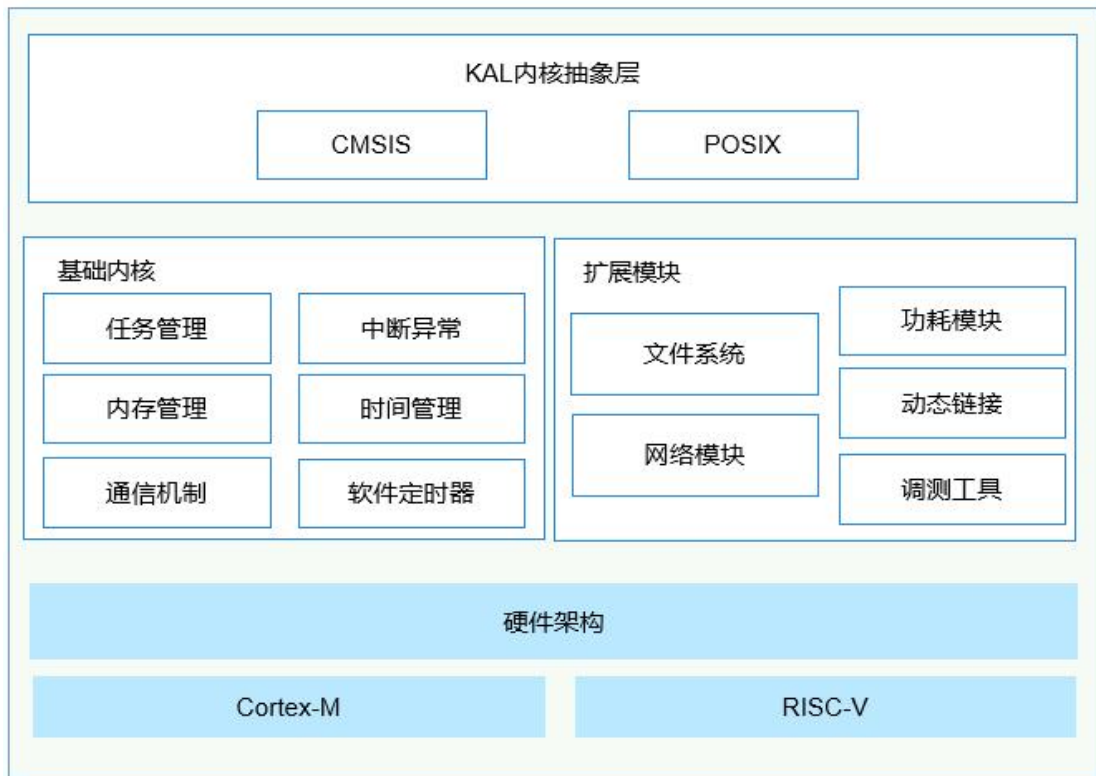 KAL内核抽象层
CMSIS
POSIX
基础内核
任务管理
中断异常
内存管理
时间管理
通信机制
软件定时器
扩展模块
文件系统
网络模块
功耗模块
动态链接
调测工具
硬件架构
Cortex-M
RISC-V